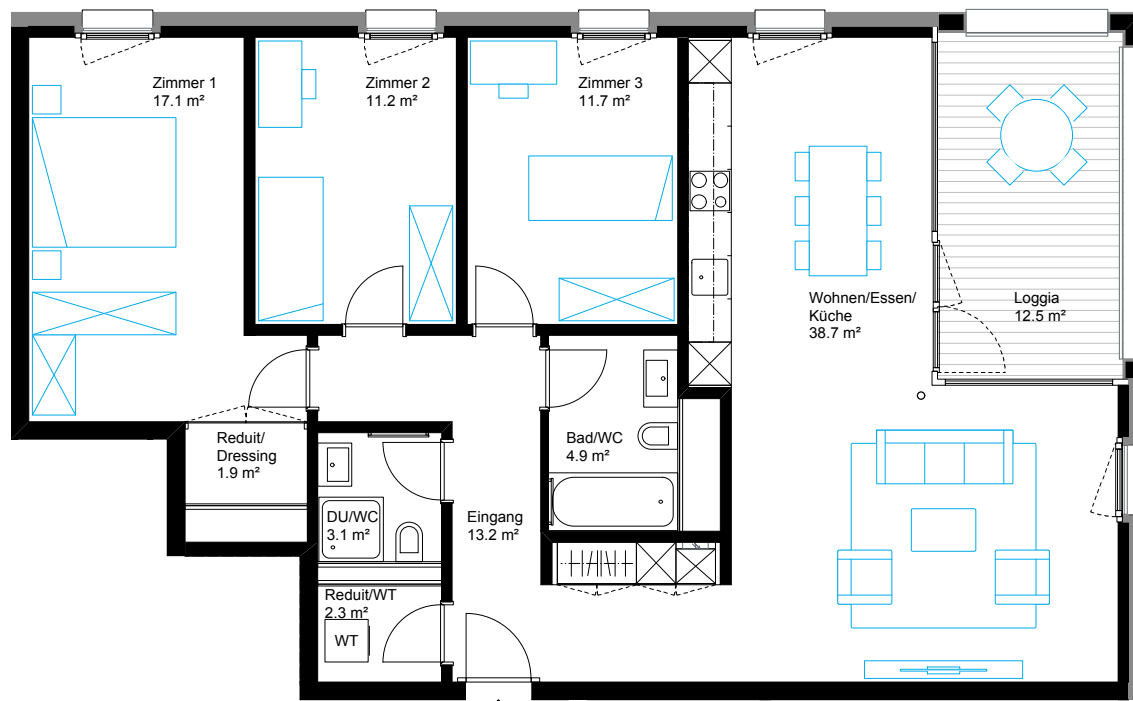 Zimmer 1
17.1 m²
Zimmer 2
11.2 m²
Zimmer 3
11.7 m²
Wohnen/Essen/
Küche
38.7 m²
Loggia
12.5 m²
Reduit/
Dressing
1.9 m²
Bad/WC
4.9 m²
DU/WC
3.1 m²
Eingang
13.2 m²
Reduit/WT
2.3 m²
WT